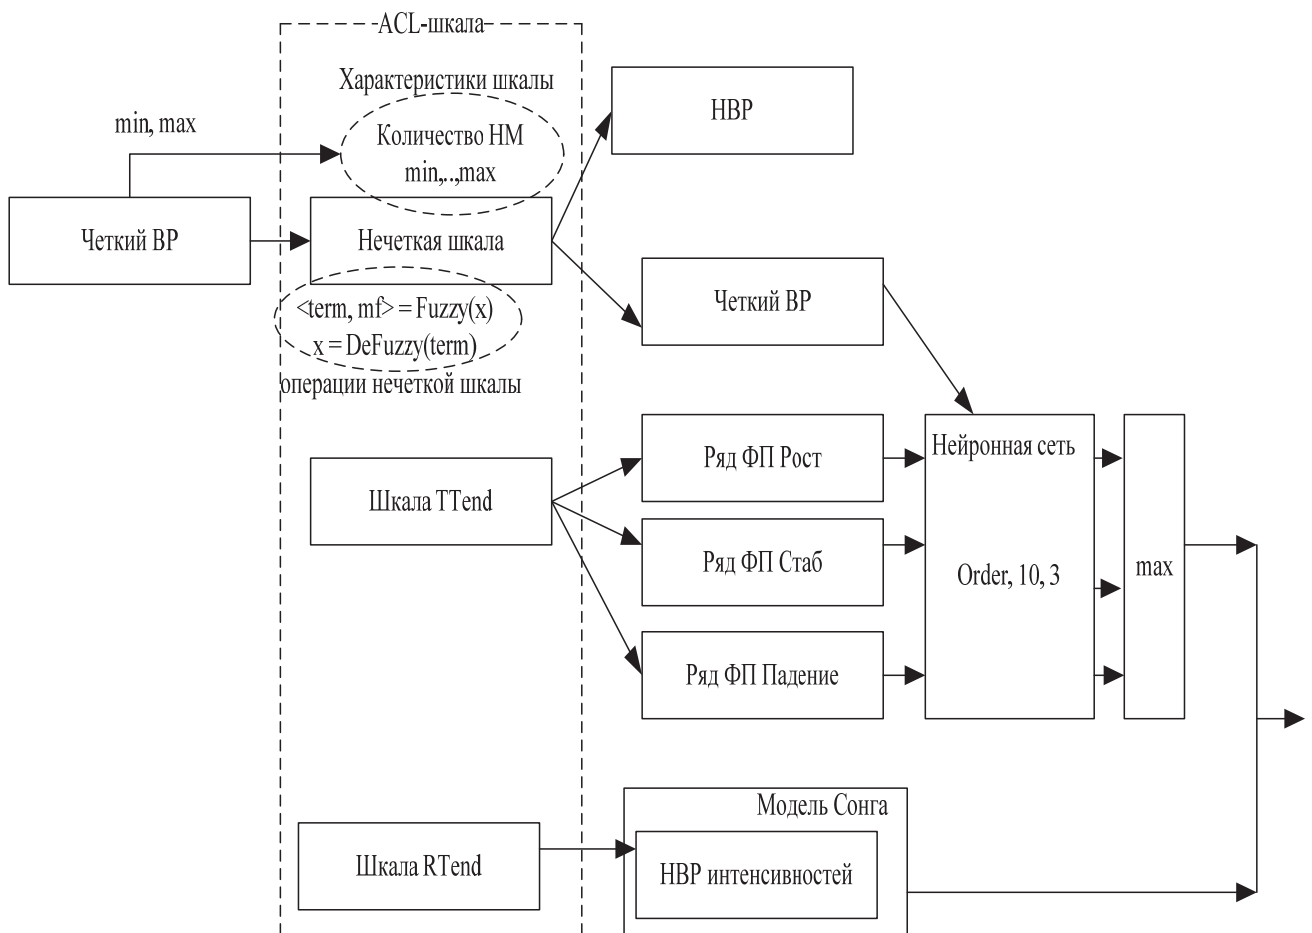 ACL-шкала
Характеристики шкалы
min, max
Количество НМ
min,..,max
НВР
Четкий ВР
Нечеткая шкала
<term, mf> = Fuzzy(x)
x = DeFuzzy(term)
операции нечеткой шкалы
Четкий ВР
Шкала TTend
Ряд ФП Рост
Ряд ФП Стаб
Ряд ФП Падение
Нейронная сеть
Order, 10, 3
max
Шкала RTend
Модель Сонга
НВР интенсивностей